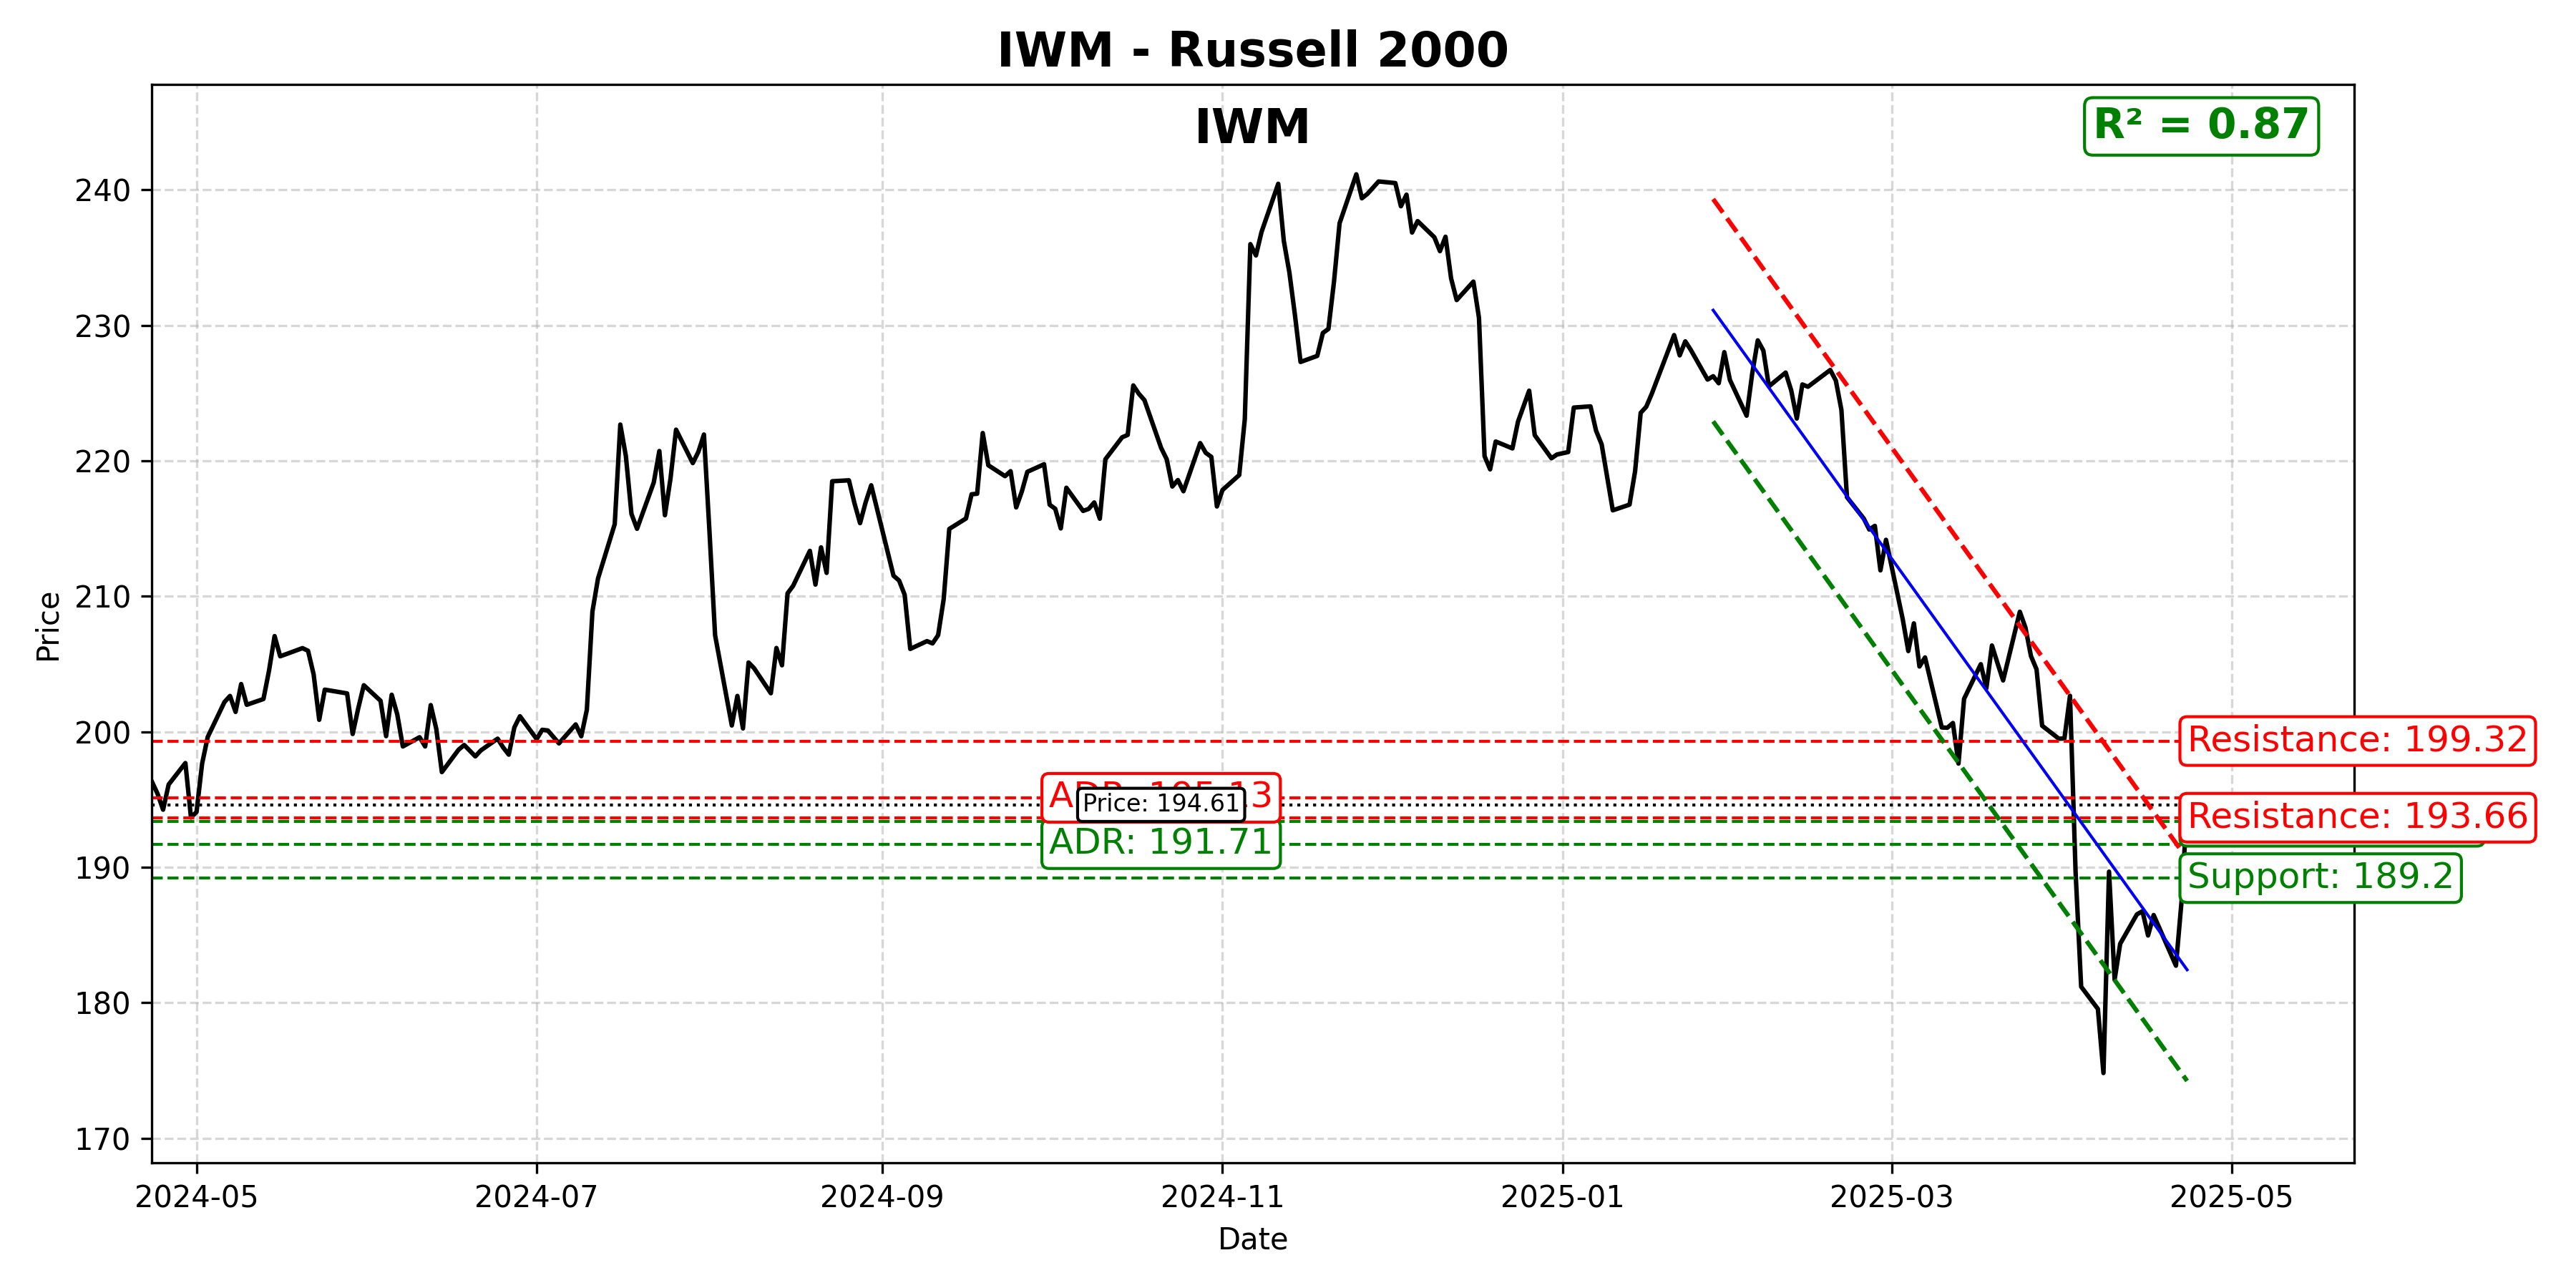 IWM - Russell 2000
IWM
R² = 0.87
Price
240
230
220
210
200
190
180
170
Resistance: 199.32
Price: 194.61
Resistance: 193.66
ADR: 191.71
Support: 189.2
2024-05
2024-07
2024-09
2024-11
2025-01
2025-03
2025-05
Date